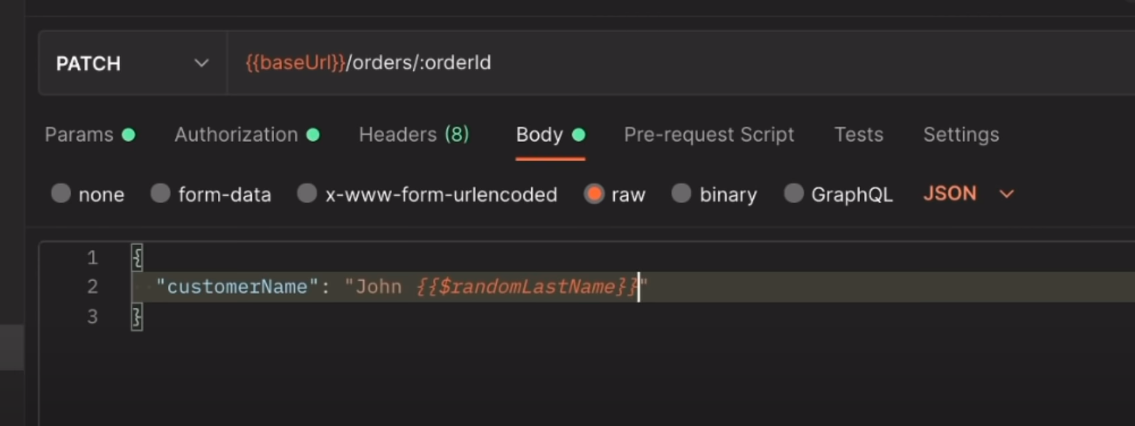 PATCH {{baseUrl}}/orders/:orderId
Params Authorization Headers (8) Body Pre-request Script Tests Settings
none form-data x-www-form-urlencoded raw binary GraphQL JSON
1 {
2 "customerName": "John {{$randomLastName}}"
3 }